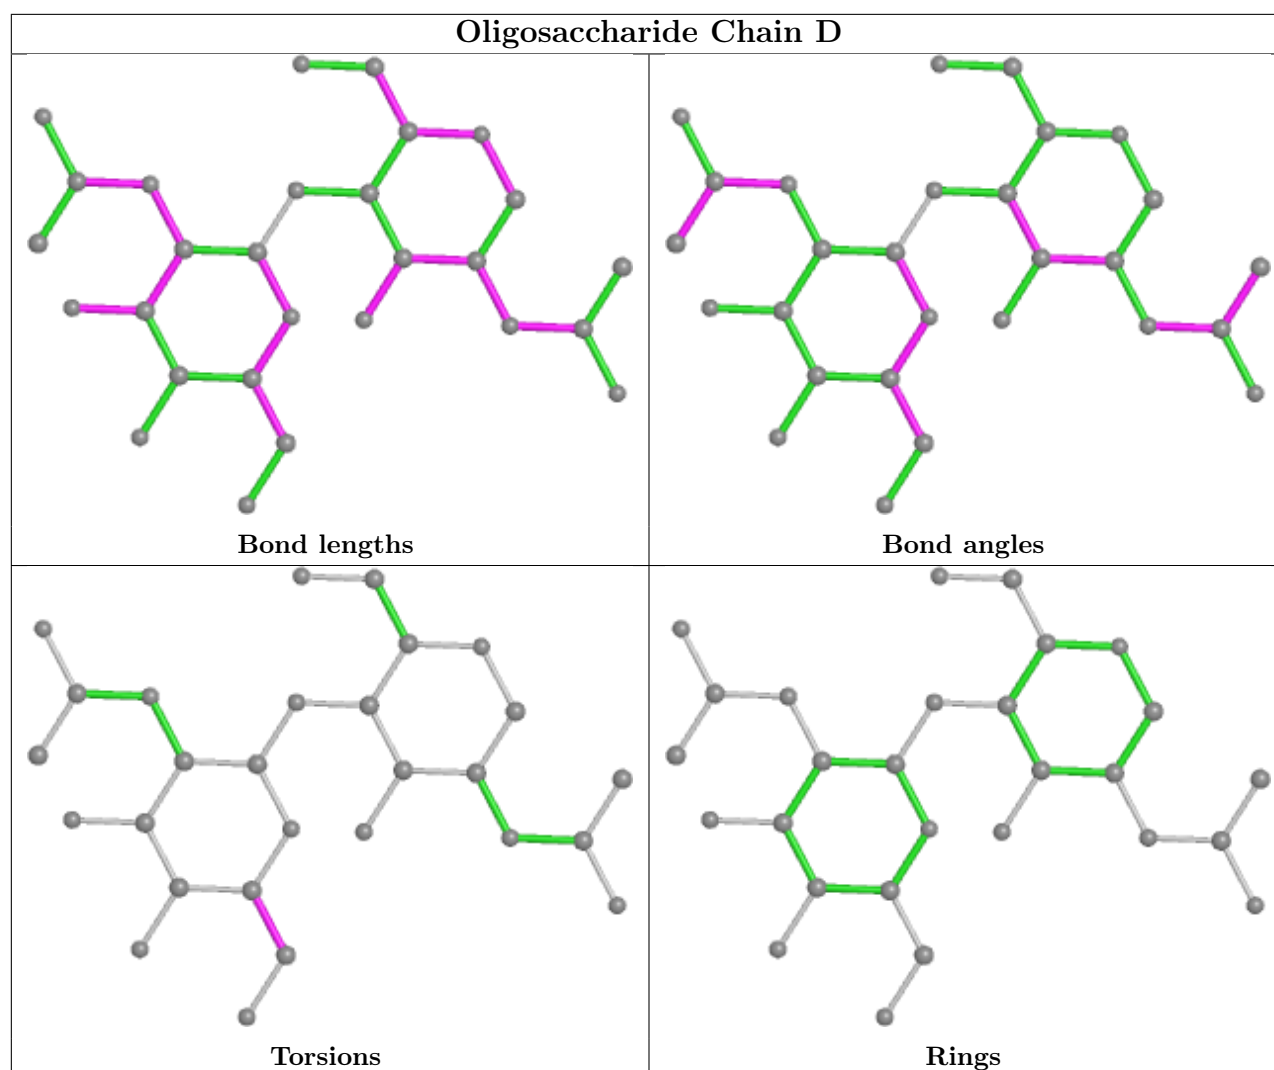 Oligosaccharide Chain D
Bond lengths
Bond angles
Torsions
Rings